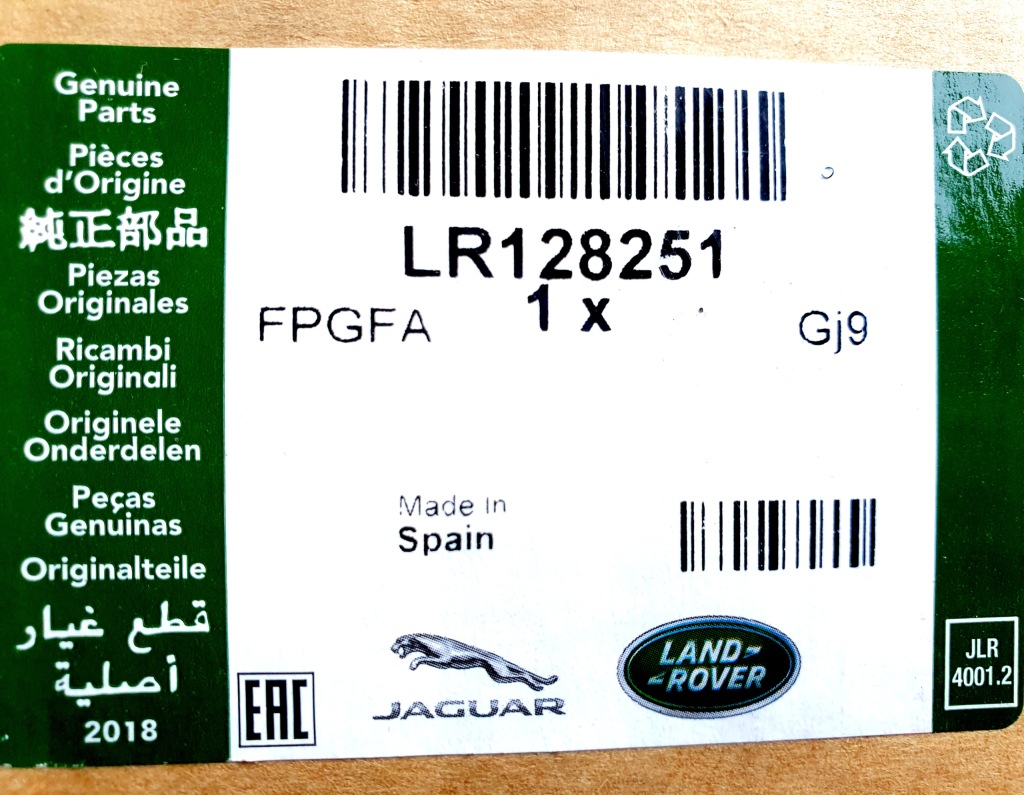 Genuine
Parts
Pièces
d'Origine
純正部品
Piezas
Originales
Ricambi
Originali
Originele
Onderdelen
Peças
Genuinas
Originalteile
قطع غيار
أصلية
2018
LR128251
1 x
FPGFA
Gj9
Made In
Spain
EAC
JAGUAR
LAND-
-ROVER
JLR
4001.2